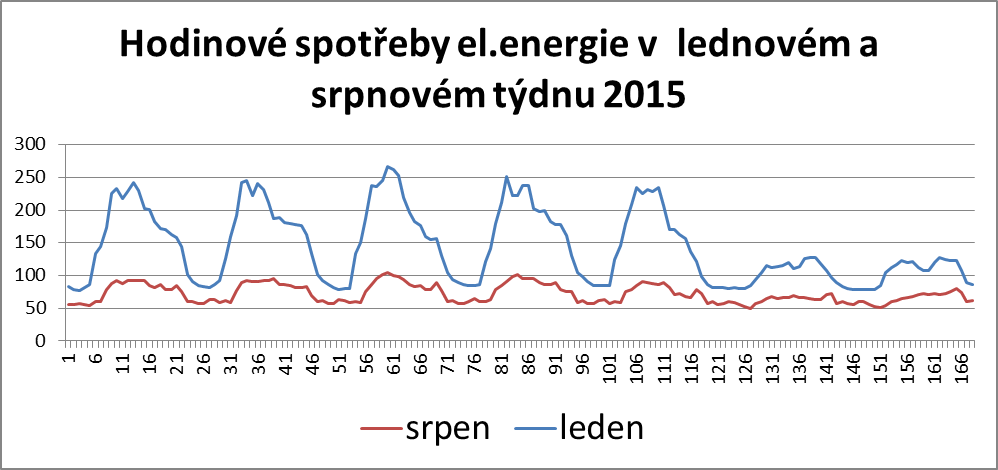 Hodinové spotřeby el.energie v  lednovém a
srpnovém týdnu 2015
300
250
200
150
100
50
0
1 6 11 16 21 26 31 36 41 46 51 56 61 66 71 76 81 86 91 96 101 106 111 116 121 126 131 136 141 146 151 156 161 166
srpen leden